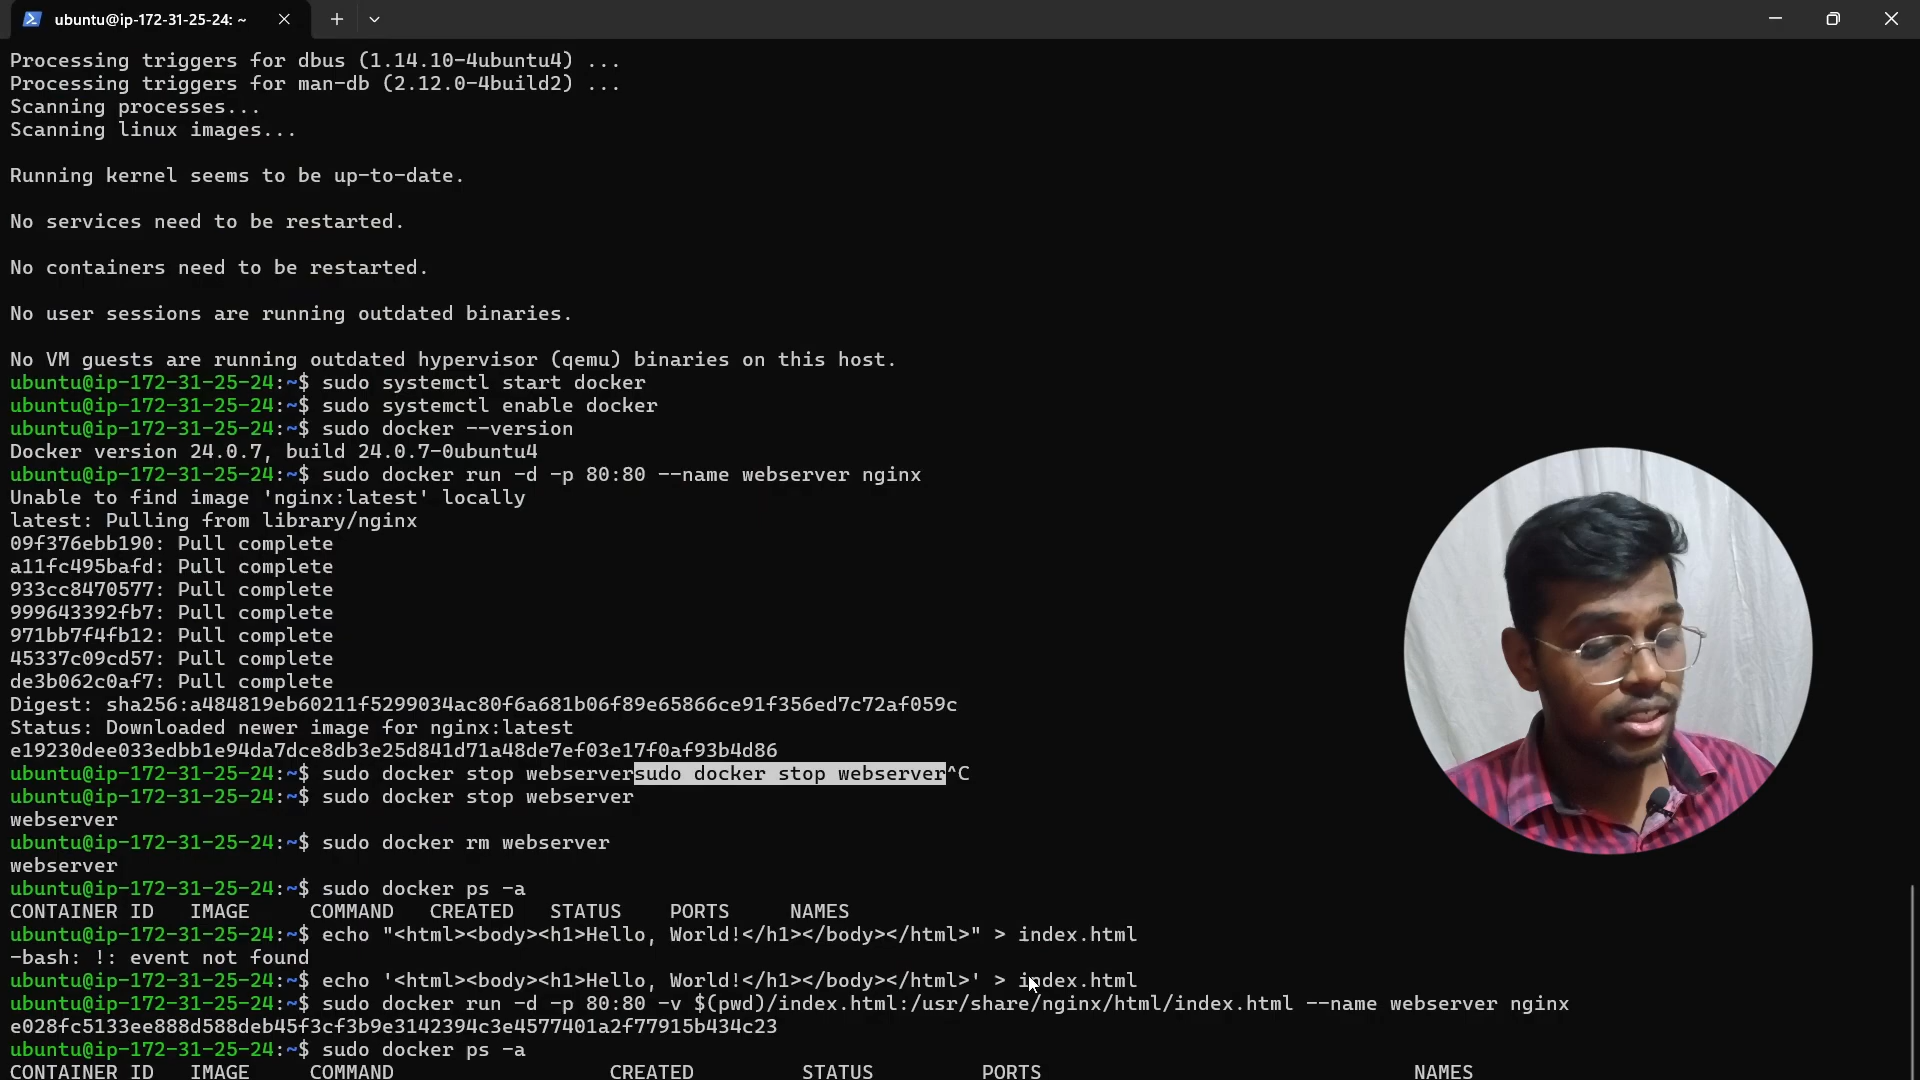 ubuntu@ip-172-31-25-24: ~
Processing triggers for dbus (1.14.10-4ubuntu4) ...
Processing triggers for man-db (2.12.0-4build2) ...
Scanning processes...
Scanning linux images...
Running kernel seems to be up-to-date.
No services need to be restarted.
No containers need to be restarted.
No user sessions are running outdated binaries.
No VM guests are running outdated hypervisor (qemu) binaries on this host.
ubuntu@ip-172-31-25-24:~$ sudo systemctl start docker
ubuntu@ip-172-31-25-24:~$ sudo systemctl enable docker
ubuntu@ip-172-31-25-24:~$ sudo docker --version
Docker version 24.0.7, build 24.0.7-0ubuntu4
ubuntu@ip-172-31-25-24:~$ sudo docker run -d -p 80:80 --name webserver nginx
Unable to find image 'nginx:latest' locally
latest: Pulling from library/nginx
09f376ebb190: Pull complete
a11fc495bafd: Pull complete
933cc8470577: Pull complete
999643392fb7: Pull complete
971bb7f4fb12: Pull complete
45337c09cd57: Pull complete
de3b062c0af7: Pull complete
Digest: sha256:a484819eb60211f5299034ac80f6a681b06f89e65866ce91f356ed7c72af059c
Status: Downloaded newer image for nginx:latest
e19230dee033edbb1e94da7dce8db3e25d841d71a48de7ef03e17f0af93b4d86
ubuntu@ip-172-31-25-24:~$ sudo docker stop webserversudo docker stop webserver^C
ubuntu@ip-172-31-25-24:~$ sudo docker stop webserver
webserver
ubuntu@ip-172-31-25-24:~$ sudo docker rm webserver
webserver
ubuntu@ip-172-31-25-24:~$ sudo docker ps -a
CONTAINER ID   IMAGE     COMMAND   CREATED   STATUS    PORTS     NAMES
ubuntu@ip-172-31-25-24:~$ echo "<html><body><h1>Hello, World!</h1></body></html>" > index.html
-bash: !: event not found
ubuntu@ip-172-31-25-24:~$ echo '<html><body><h1>Hello, World!</h1></body></html>' > index.html
ubuntu@ip-172-31-25-24:~$ sudo docker run -d -p 80:80 -v $(pwd)/index.html:/usr/share/nginx/html/index.html --name webserver nginx
e028fc5133ee888d588deb45f3cf3b9e3142394c3e4577401a2f77915b434c23
ubuntu@ip-172-31-25-24:~$ sudo docker ps -a
CONTAINER ID   IMAGE     COMMAND                  CREATED         STATUS         PORTS                               NAMES